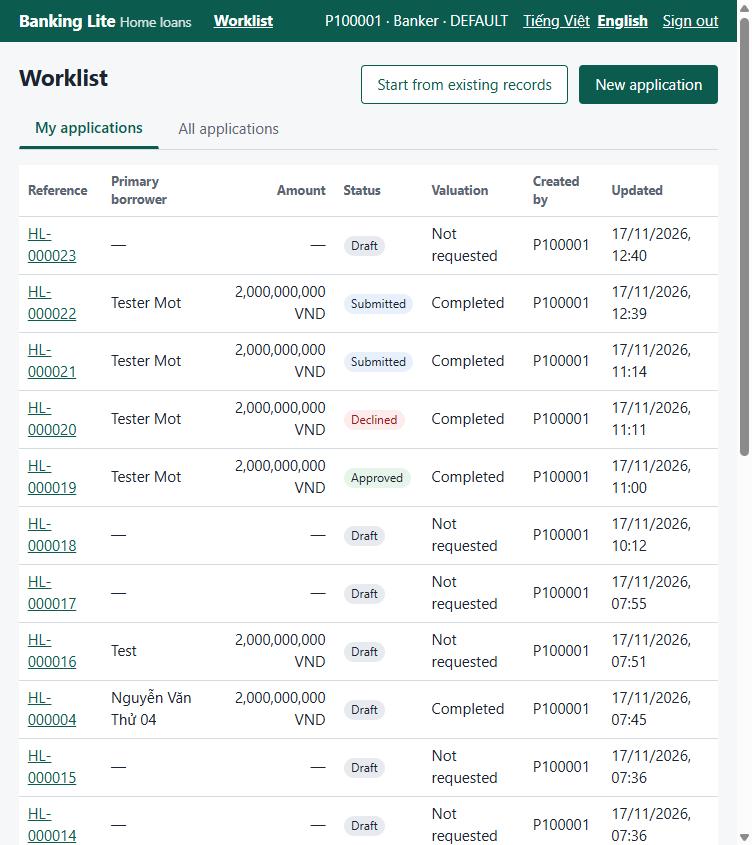 Banking Lite Home loans Worklist P100001 · Banker · DEFAULT Tiếng Việt English Sign out
Worklist
Start from existing records
New application
My applications All applications
Reference Primary borrower Amount Status Valuation Created by Updated
HL-000023 — — Draft Not requested P100001 17/11/2026, 12:40
HL-000022 Tester Mot 2,000,000,000 VND Submitted Completed P100001 17/11/2026, 12:39
HL-000021 Tester Mot 2,000,000,000 VND Submitted Completed P100001 17/11/2026, 11:14
HL-000020 Tester Mot 2,000,000,000 VND Declined Completed P100001 17/11/2026, 11:11
HL-000019 Tester Mot 2,000,000,000 VND Approved Completed P100001 17/11/2026, 11:00
HL-000018 — — Draft Not requested P100001 17/11/2026, 10:12
HL-000017 — — Draft Not requested P100001 17/11/2026, 07:55
HL-000016 Test 2,000,000,000 VND Draft Not requested P100001 17/11/2026, 07:51
HL-000004 Nguyễn Văn Thử 04 2,000,000,000 VND Draft Completed P100001 17/11/2026, 07:45
HL-000015 — — Draft Not requested P100001 17/11/2026, 07:36
HL-000014 — — Draft Not requested P100001 17/11/2026, 07:36